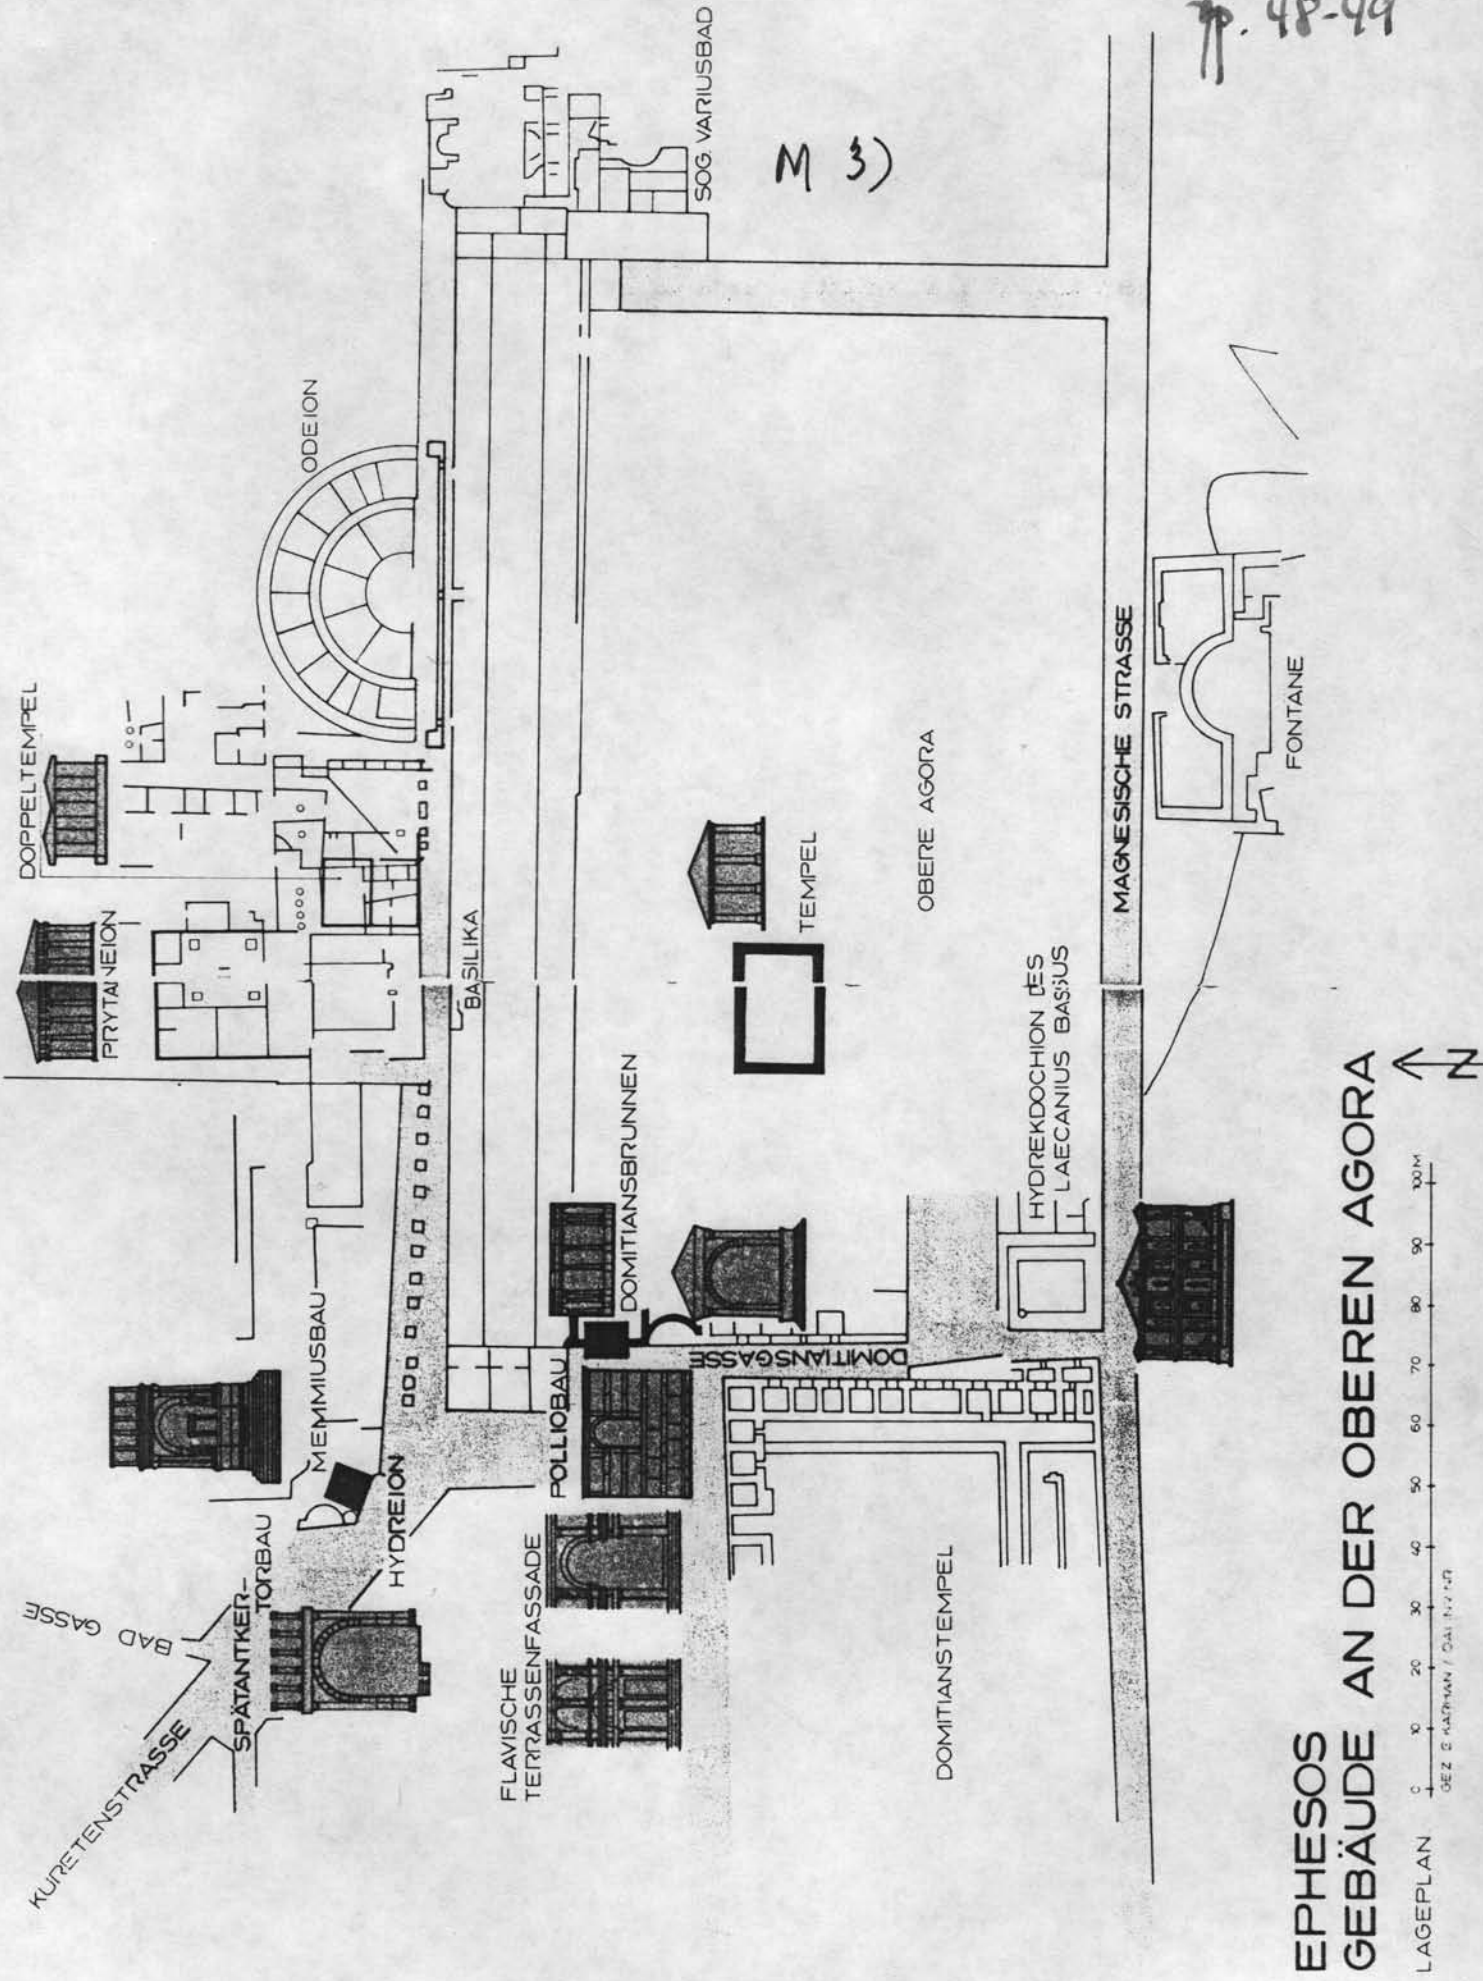 pp. 48-49
M 3)
SOG. VARIUSBAD
ODEION
DOPPELTEMPEL
PRYTANEION
BASILIKA
TEMPEL
OBERE AGORA
MAGNESISCHE STRASSE
FONTANE
HYDREKDOCHION DES
LAECANIUS BASSUS
DOMITIANSBRUNNEN
DOMITIANSGASSE
POLLIOBAU
MEMMIUSBAU
HYDREION
SPÄTANTIKER-
TORBAU
BAD GASSE
KURETENSTRASSE
FLAVISCHE
TERRASSENFASSADE
DOMITIANSTEMPEL
EPHESOS
GEBÄUDE AN DER OBEREN AGORA
LAGEPLAN
0 10 20 30 40 50 60 70 80 90 100 M
N